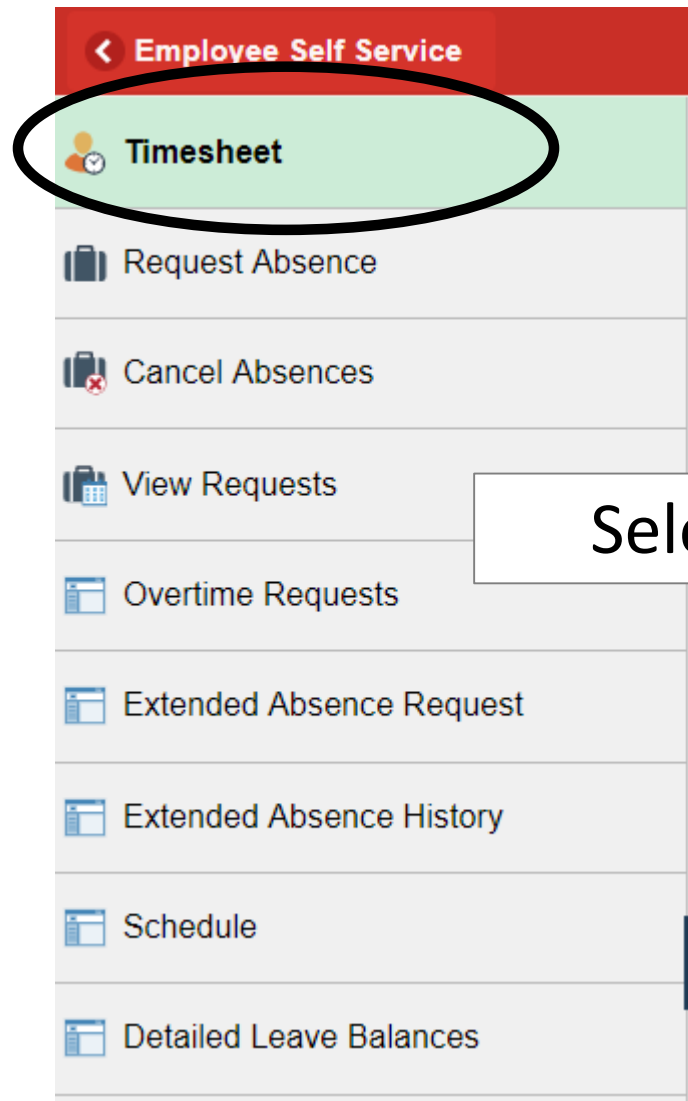 Employee Self Service
Timesheet
Request Absence
Cancel Absences
View Requests
Overtime Requests
Extended Absence Request
Extended Absence History
Schedule
Detailed Leave Balances